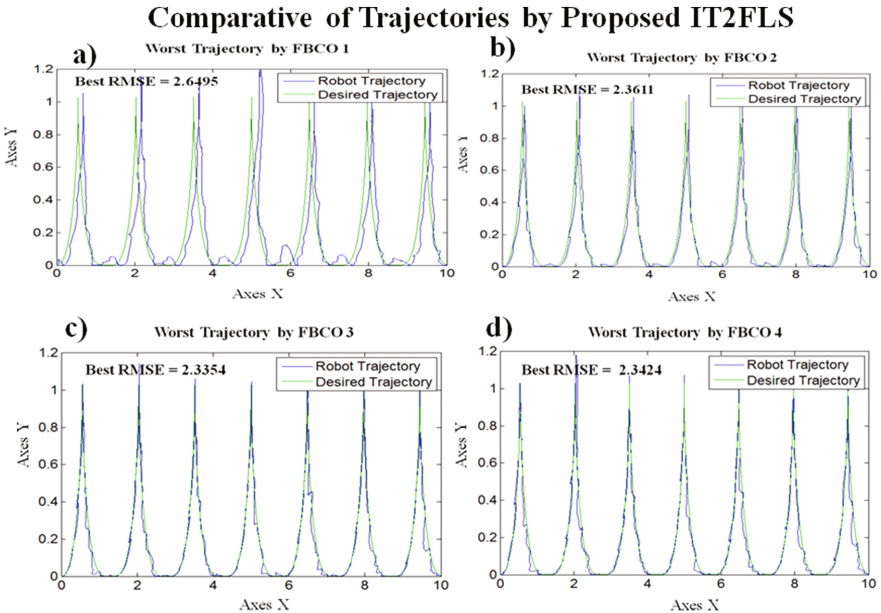 Comparative of Trajectories by Proposed IT2FLS
a)
Worst Trajectory by FBCO 1
Best RMSE = 2.6495
Robot Trajectory
Desired Trajectory
1.2
1
0.8
0.6
0.4
0.2
0
Axes Y
0 2 4 6 8 10
Axes X
b)
Worst Trajectory by FBCO 2
Best RMSE = 2.3611
Robot Trajectory
Desired Trajectory
1.2
1
0.8
0.6
0.4
0.2
0
Axes Y
0 2 4 6 8 10
Axes X
c)
Worst Trajectory by FBCO 3
Best RMSE = 2.3354
Robot Trajectory
Desired Trajectory
1.2
1
0.8
0.6
0.4
0.2
0
Axes Y
0 2 4 6 8 10
Axes X
d)
Worst Trajectory by FBCO 4
Best RMSE = 2.3424
Robot Trajectory
Desired Trajectory
1.2
1
0.8
0.6
0.4
0.2
0
Axes Y
0 2 4 6 8 10
Axes X